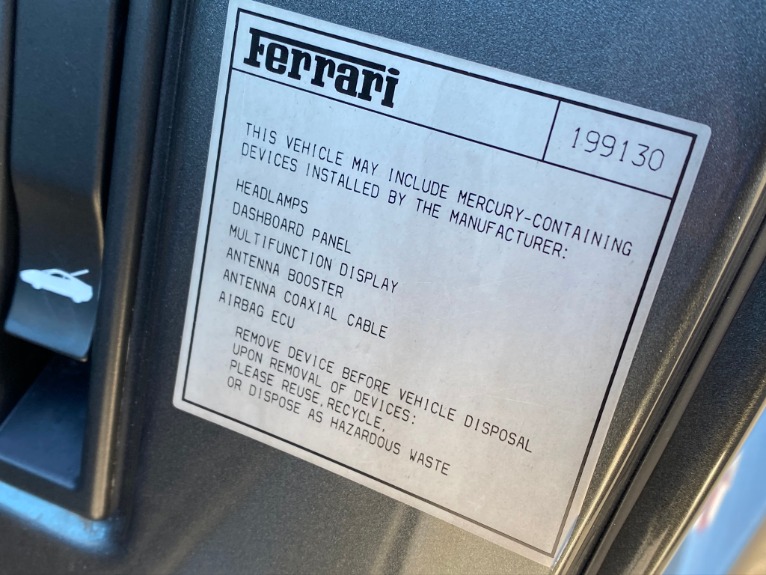 Ferrari
199130
THIS VEHICLE MAY INCLUDE MERCURY-CONTAINING
DEVICES INSTALLED BY THE MANUFACTURER:
HEADLAMPS
DASHBOARD PANEL
MULTIFUNCTION DISPLAY
ANTENNA BOOSTER
ANTENNA COAXIAL CABLE
AIRBAG ECU
REMOVE DEVICE BEFORE VEHICLE DISPOSAL
UPON REMOVAL OF DEVICES:
PLEASE REUSE,RECYCLE,
OR DISPOSE AS HAZARDOUS WASTE